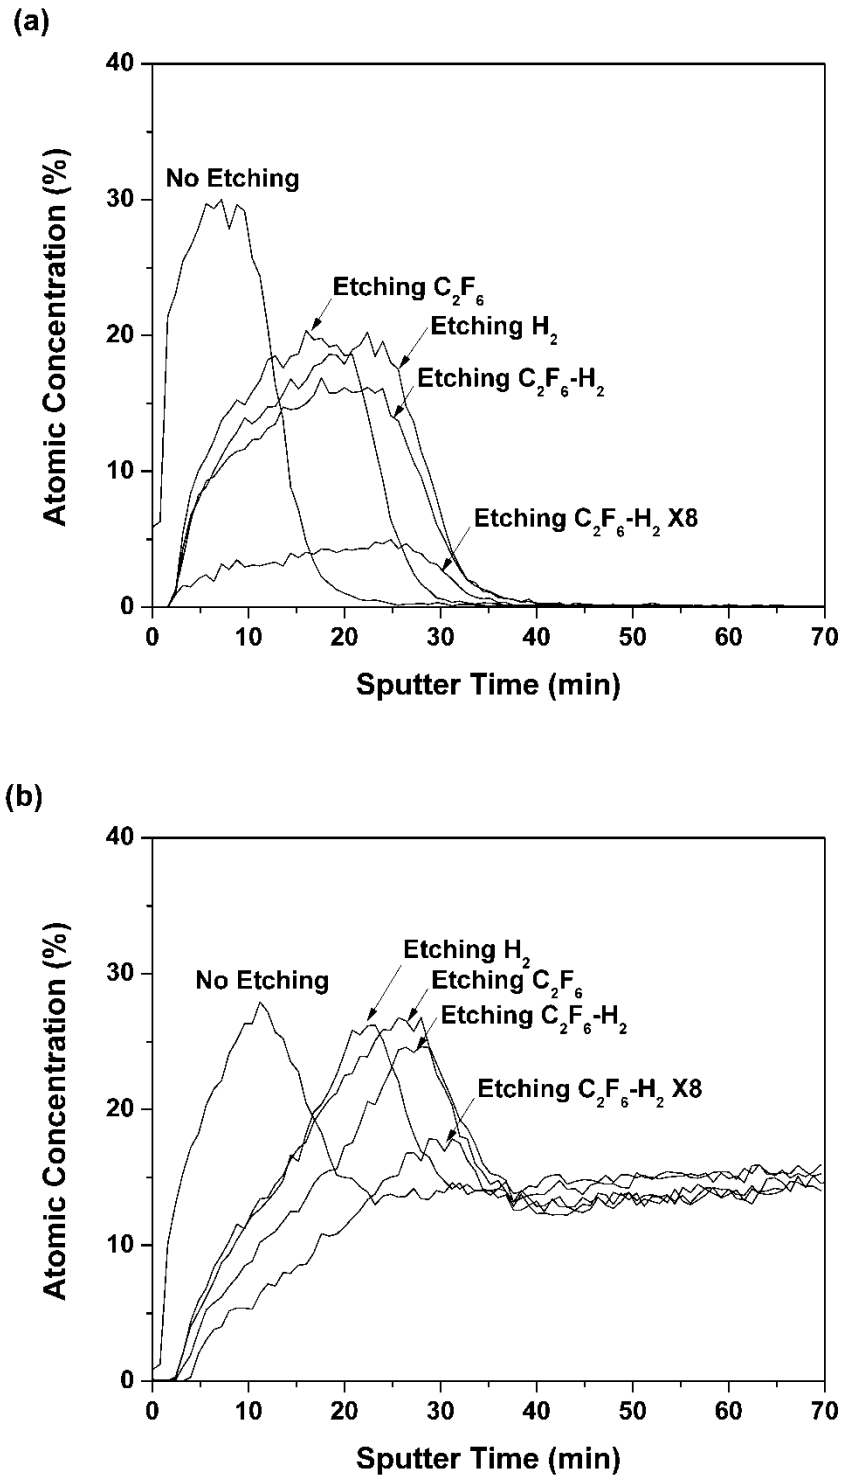 (a)
40
30
20
10
0
Atomic Concentration (%)
No Etching
Etching C₂F₆
Etching H₂
Etching C₂F₆-H₂
Etching C₂F₆-H₂ X8
0 10 20 30 40 50 60 70
Sputter Time (min)
(b)
40
30
20
10
0
Atomic Concentration (%)
Etching H₂
No Etching
Etching C₂F₆
Etching C₂F₆-H₂
Etching C₂F₆-H₂ X8
0 10 20 30 40 50 60 70
Sputter Time (min)